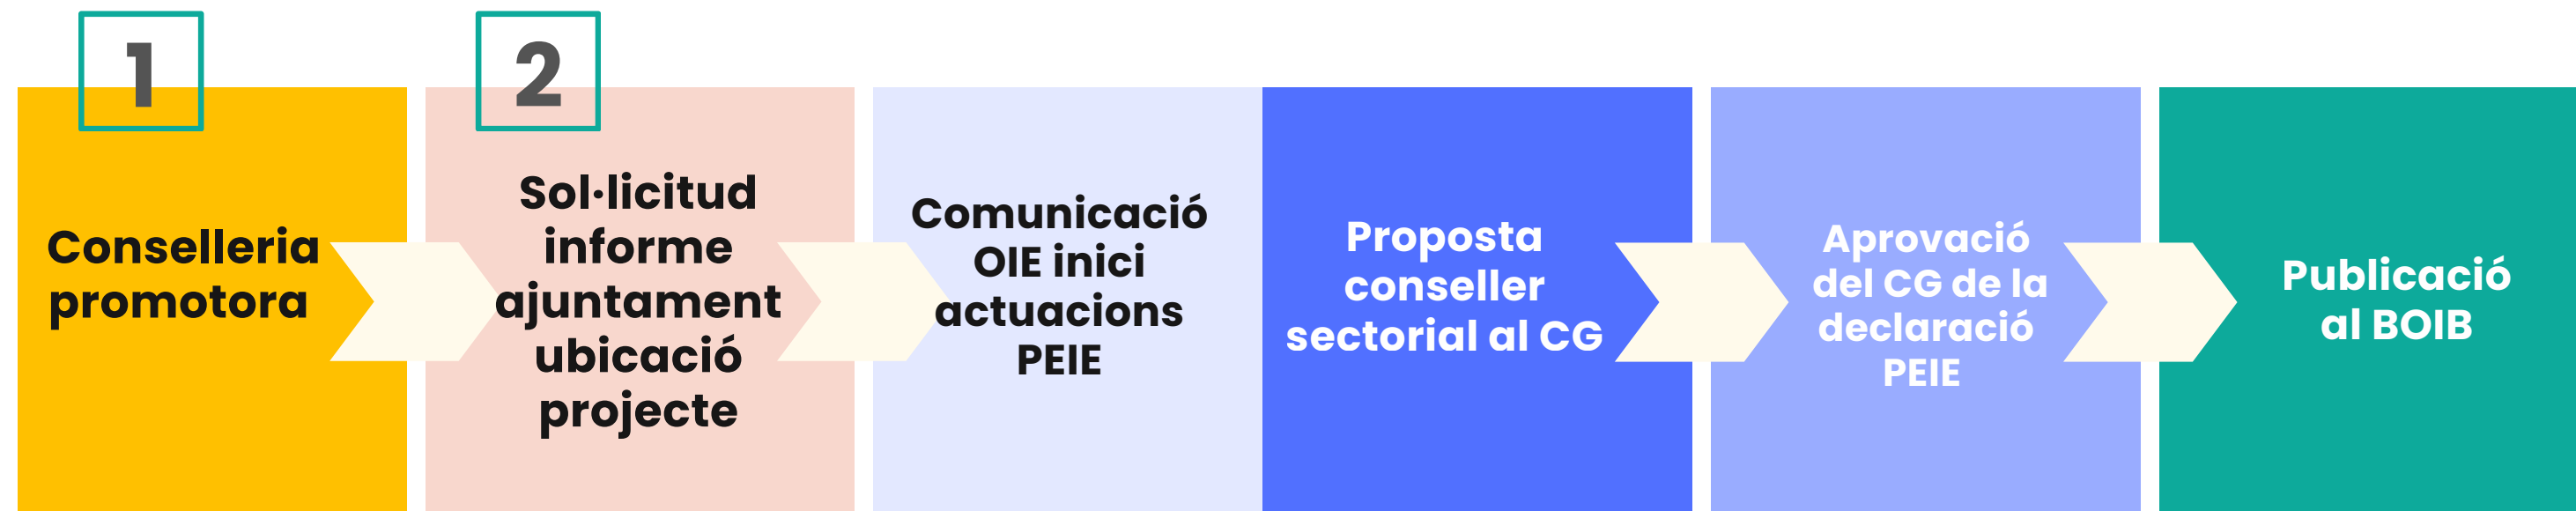 1
Conselleria
promotora
2
Sol·licitud
informe
ajuntament
ubicació
projecte
Comunicació
OIE inici
actuacions
PEIE
Proposta
conseller
sectorial al CG
Aprovació
del CG de la
declaració
PEIE
Publicació
al BOIB